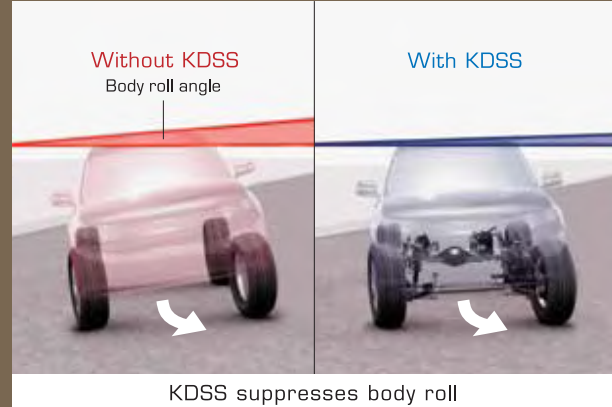 Without KDSS
Body roll angle
With KDSS
KDSS suppresses body roll